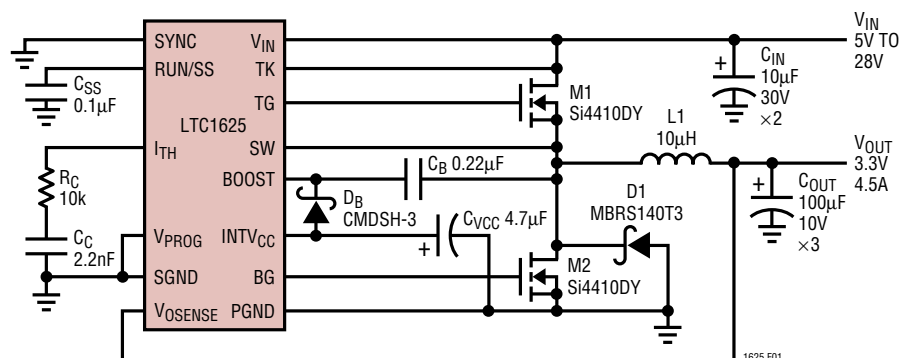 SYNC
RUN/SS
LTC1625
ITH
VPROG
SGND
VOSENSE
VIN
TK
TG
SW
BOOST
INTVCC
BG
PGND
CSS
0.1µF
RC
10k
CC
2.2nF
CB 0.22µF
DB
CMDSH-3
CVCC 4.7µF
+
M1
Si4410DY
M2
Si4410DY
L1
10µH
D1
MBRS140T3
+
CIN
10µF
30V
×2
VIN
5V TO
28V
VOUT
3.3V
4.5A
+
COUT
100µF
10V
×3
1625 F01